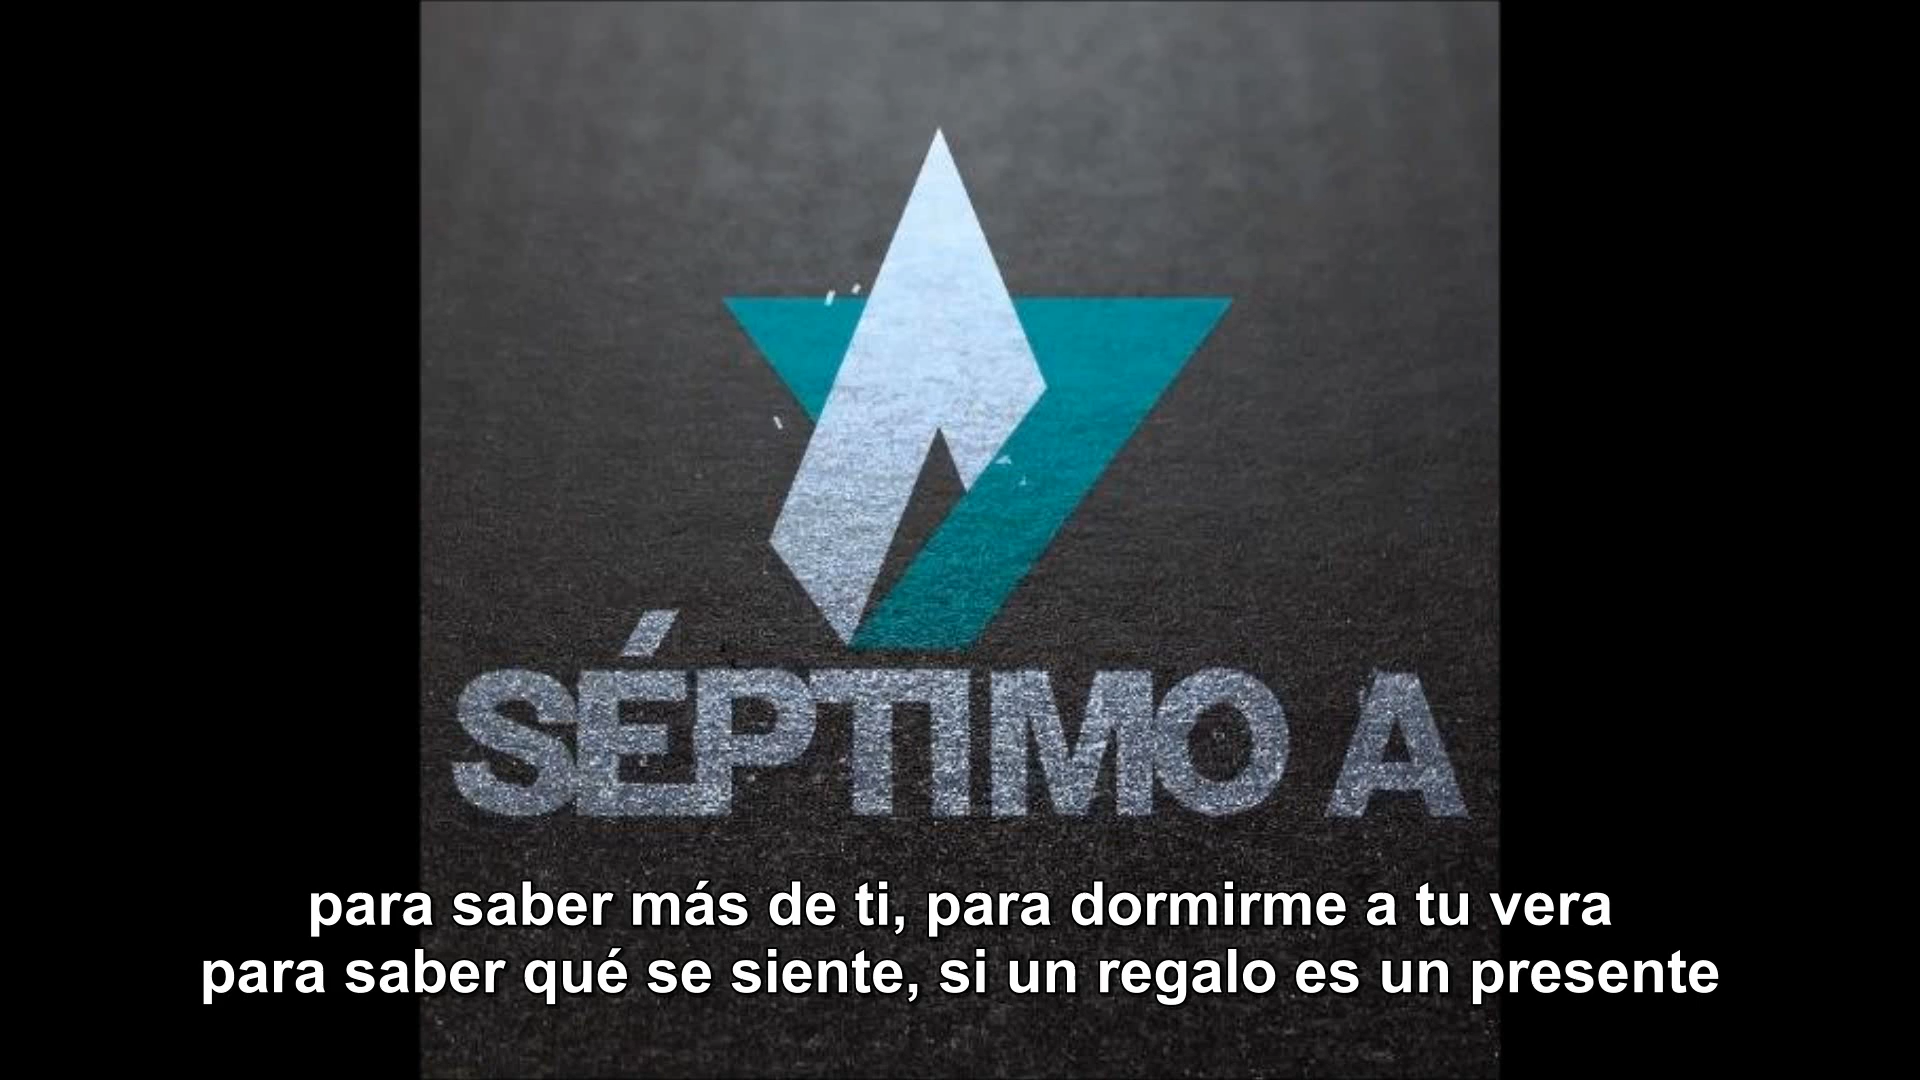 SÉPTIMO A
para saber más de ti, para dormirme a tu vera
para saber qué se siente, si un regalo es un presente